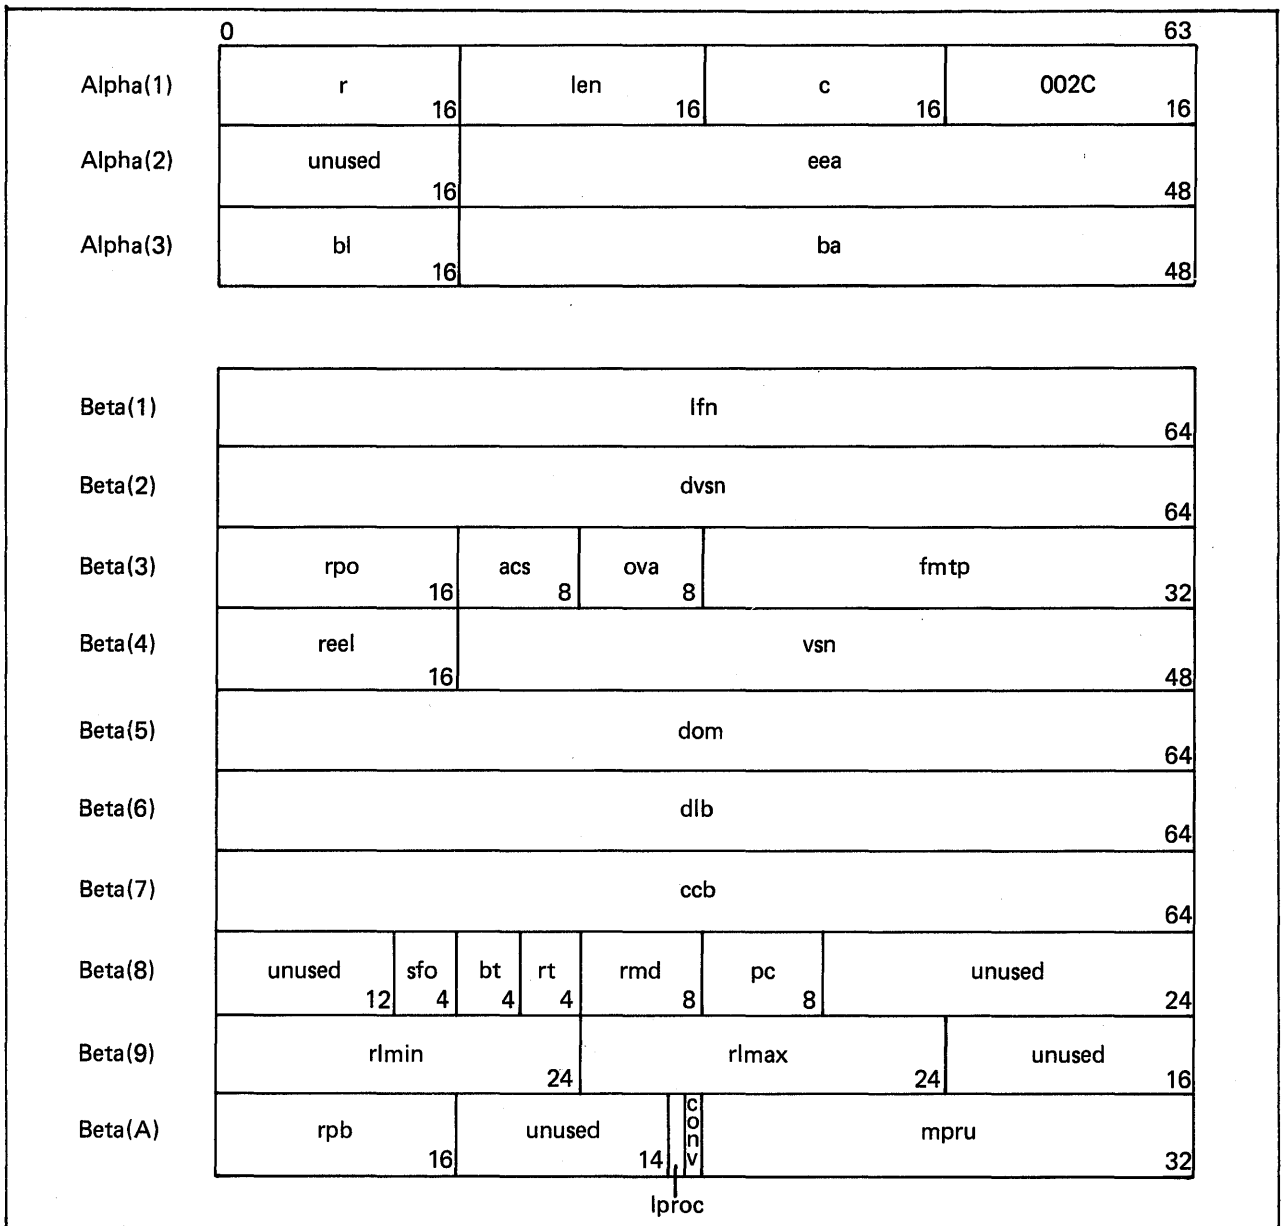 0 63
Alpha(1) r 16 len 16 c 16 002C 16
Alpha(2) unused 16 eea 48
Alpha(3) bl 16 ba 48
Beta(1) lfn 64
Beta(2) dvsn 64
Beta(3) rpo 16 acs 8 ova 8 fmtp 32
Beta(4) reel 16 vsn 48
Beta(5) dom 64
Beta(6) dlb 64
Beta(7) ccb 64
Beta(8) unused 12 sfo 4 bt 4 rt 4 rmd 8 pc 8 unused 24
Beta(9) rlmin 24 rlmax 24 unused 16
Beta(A) rpb 16 unused 14 conv mpru 32
lproc